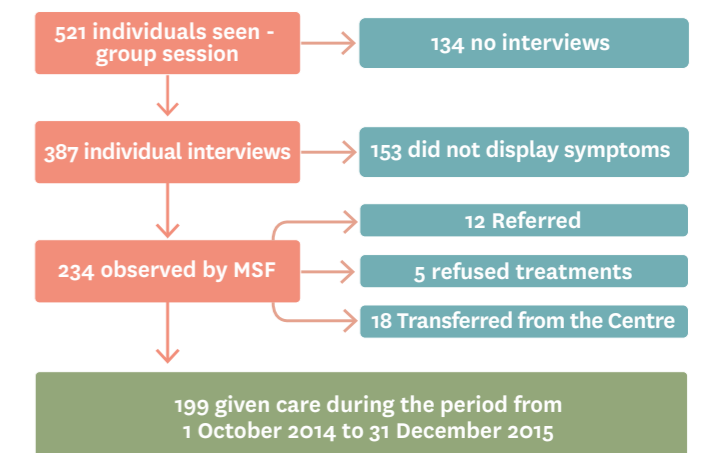 521 individuals seen -
group session
134 no interviews
387 individual interviews
153 did not display symptoms
12 Referred
234 observed by MSF
5 refused treatments
18 Transferred from the Centre
199 given care during the period from
1 October 2014 to 31 December 2015